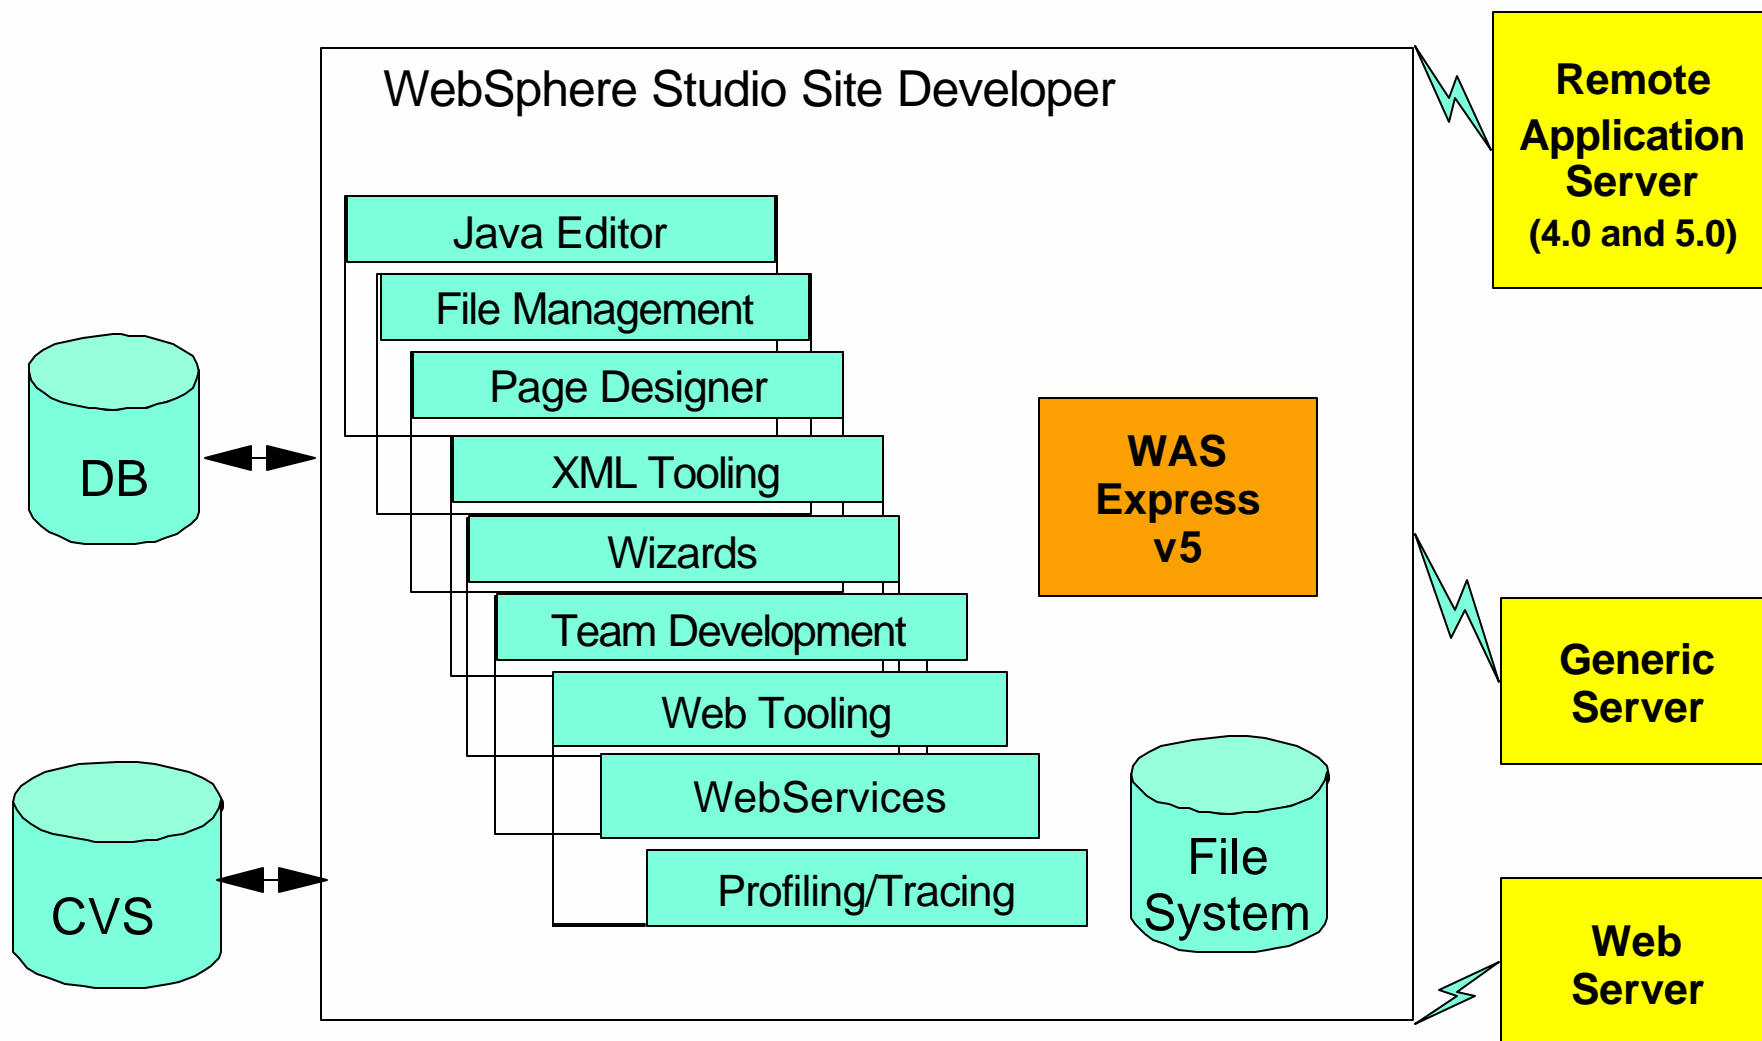 WebSphere Studio Site Developer
Java Editor
File Management
Page Designer
XML Tooling
Wizards
Team Development
Web Tooling
WebServices
Profiling/Tracing
DB
CVS
WAS
Express
v5
File
System
Remote
Application
Server
(4.0 and 5.0)
Generic
Server
Web
Server